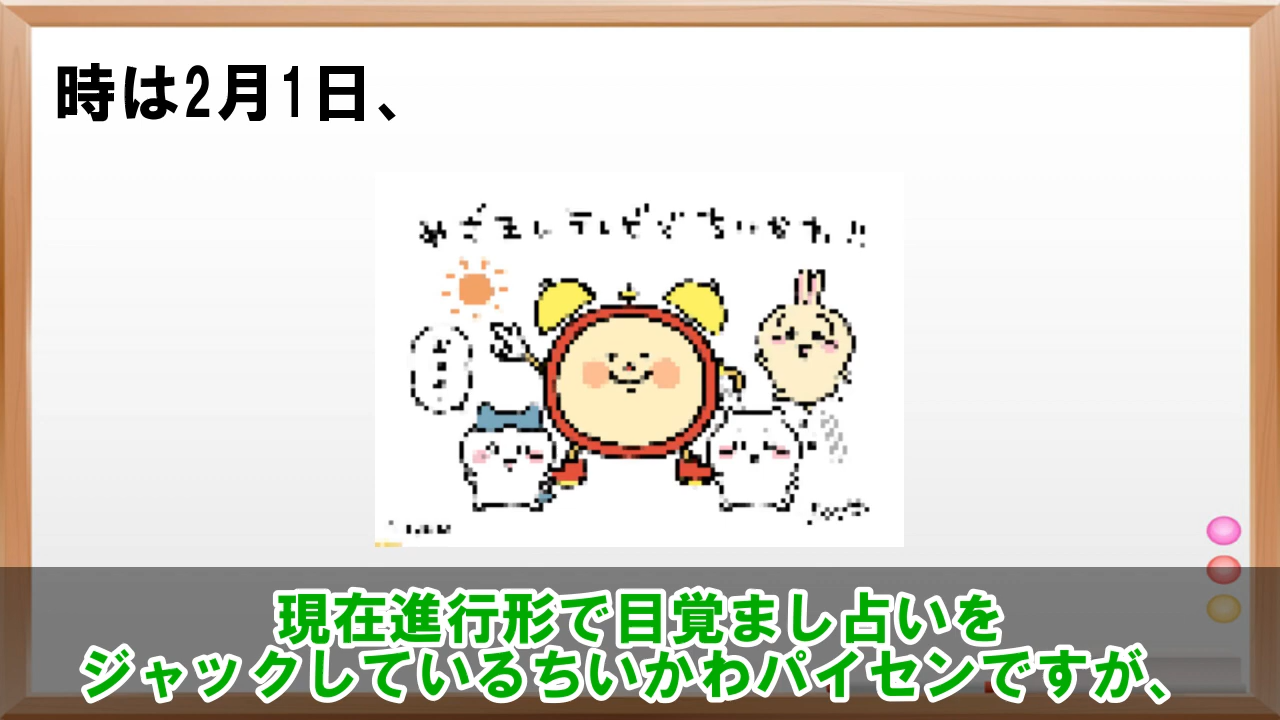 時は2月1日、
めざましテレビでちいかわ!!
現在進行形で目覚まし占いを
ジャックしているちいかわパイセンですが、